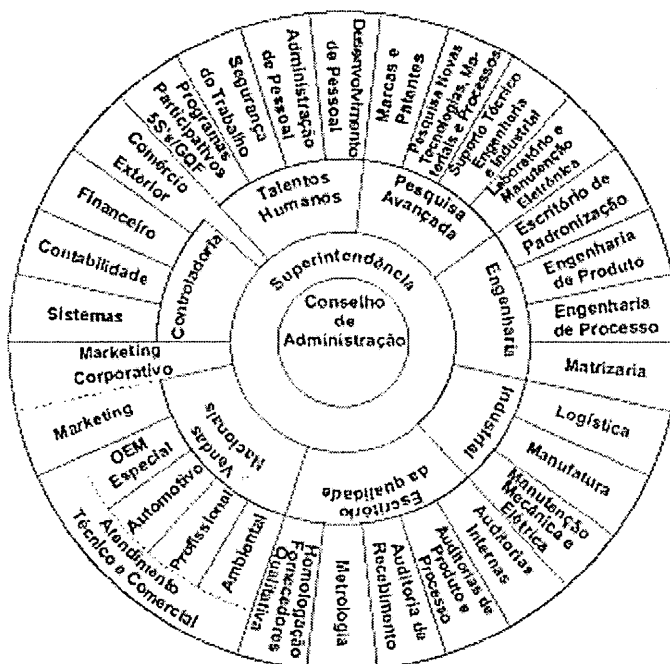 Conselho
de
Administração
Superintendência
Talentos
Humanos
Pesquisa
Avançada
Engenharia
Industrial
Escritório
da qualidade
Vendas
Nacionais
Marketing
Corporativo
Controladoria
Sistemas
Contabilidade
Financeiro
Comércio
Exterior
Programas
Participativos
5S's/GQF
Segurança
do Trabalho
Administração
de Pessoal
Desenvolvimento
de Pessoal
Marcas e
Patentes
Pesquisa Novas
Tecnologias, Ma-
teriais e Processos
Suporte Técnico
Engenharia
e Industrial
Laboratório e
Manutenção
Eletrônica
Escritório de
Padronização
Engenharia
de Produto
Engenharia
de Processo
Matrizaria
Logística
Manufatura
Manutenção
Mecânica e
Elétrica
Auditorias
Internas
Auditorias de
Produto e
Processo
Auditoria de
Recebimento
Metrologia
Homologação
Fornecedores
Qualitativa
Ambiental
Profissional
Automotivo
OEM
Especial
Atendimento
Técnico e Comercial
Marketing